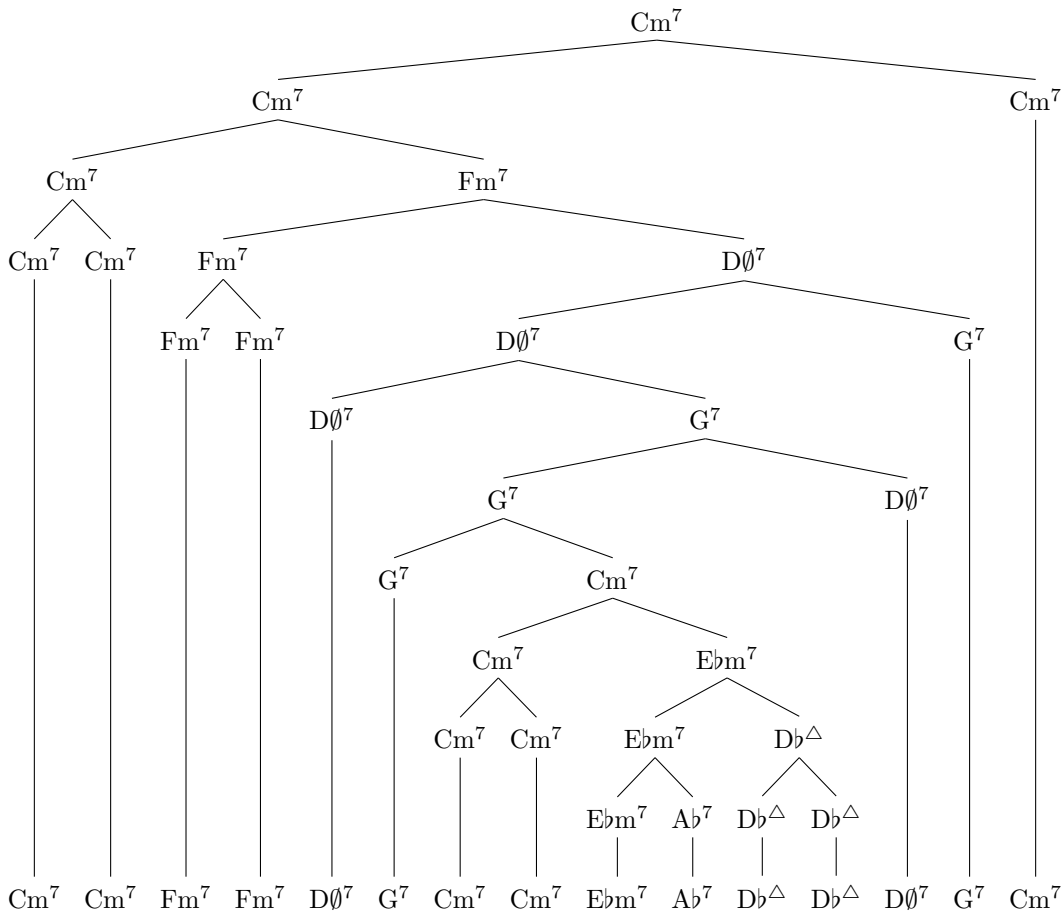 Cm⁷
Cm⁷ Cm⁷
Cm⁷ Fm⁷
Cm⁷ Cm⁷ Fm⁷ D∅⁷
Fm⁷ Fm⁷ D∅⁷ G⁷
D∅⁷ G⁷
G⁷ D∅⁷
G⁷ Cm⁷
Cm⁷ E♭m⁷
Cm⁷ Cm⁷ E♭m⁷ D♭△
E♭m⁷ A♭⁷ D♭△ D♭△
Cm⁷ Cm⁷ Fm⁷ Fm⁷ D∅⁷ G⁷ Cm⁷ Cm⁷ E♭m⁷ A♭⁷ D♭△ D♭△ D∅⁷ G⁷ Cm⁷